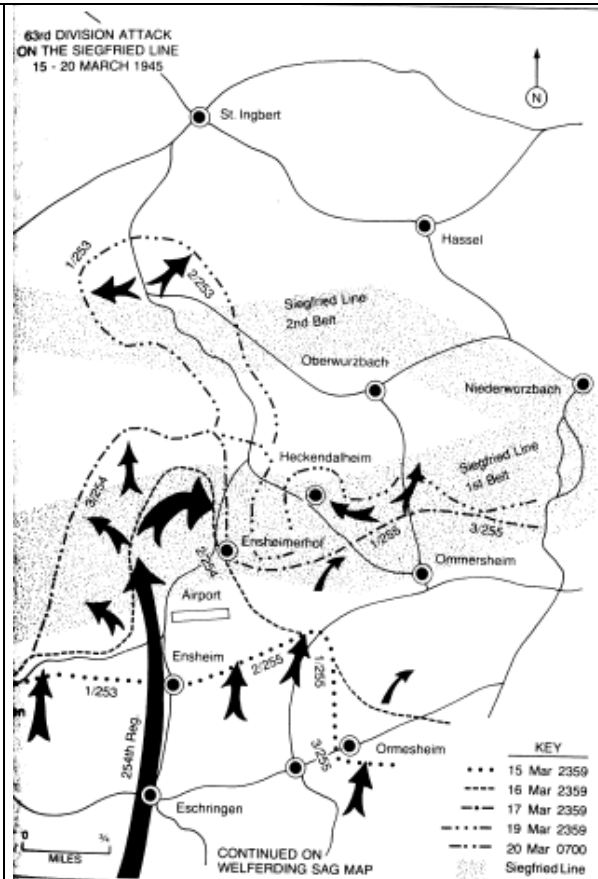 63rd DIVISION ATTACK
ON THE SIEGFRIED LINE
15 - 20 MARCH 1945
N
St. Ingbert
Hassel
1/253
2/253
Siegfried Line
2nd Belt
Oberwurzbach
Niederwurzbach
Heckendalheim
Siegfried Line
1st Belt
3/254
Ensheimerhof
1/255
3/255
2/254
Ommersheim
Airport
Ensheim
2/255
1/255
1/253
254th Reg.
3/255
Ormesheim
Eschringen
KEY
15 Mar 2359
16 Mar 2359
17 Mar 2359
19 Mar 2359
20 Mar 0700
Siegfried Line
0
MILES
CONTINUED ON
WELFERDING SAG MAP